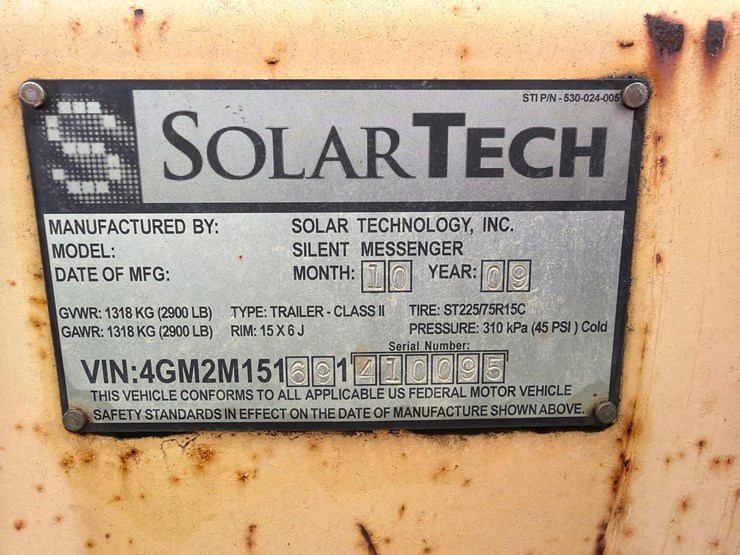 STI P/N - 530-024-005
SOLARTECH
MANUFACTURED BY: SOLAR TECHNOLOGY, INC.
MODEL: SILENT MESSENGER
DATE OF MFG: MONTH: 10 YEAR: 09
GVWR: 1318 KG (2900 LB) TYPE: TRAILER - CLASS II TIRE: ST225/75R15C
GAWR: 1318 KG (2900 LB) RIM: 15 X 6 J PRESSURE: 310 kPa (45 PSI ) Cold
Serial Number:
VIN:4GM2M151691410095
THIS VEHICLE CONFORMS TO ALL APPLICABLE US FEDERAL MOTOR VEHICLE
SAFETY STANDARDS IN EFFECT ON THE DATE OF MANUFACTURE SHOWN ABOVE.